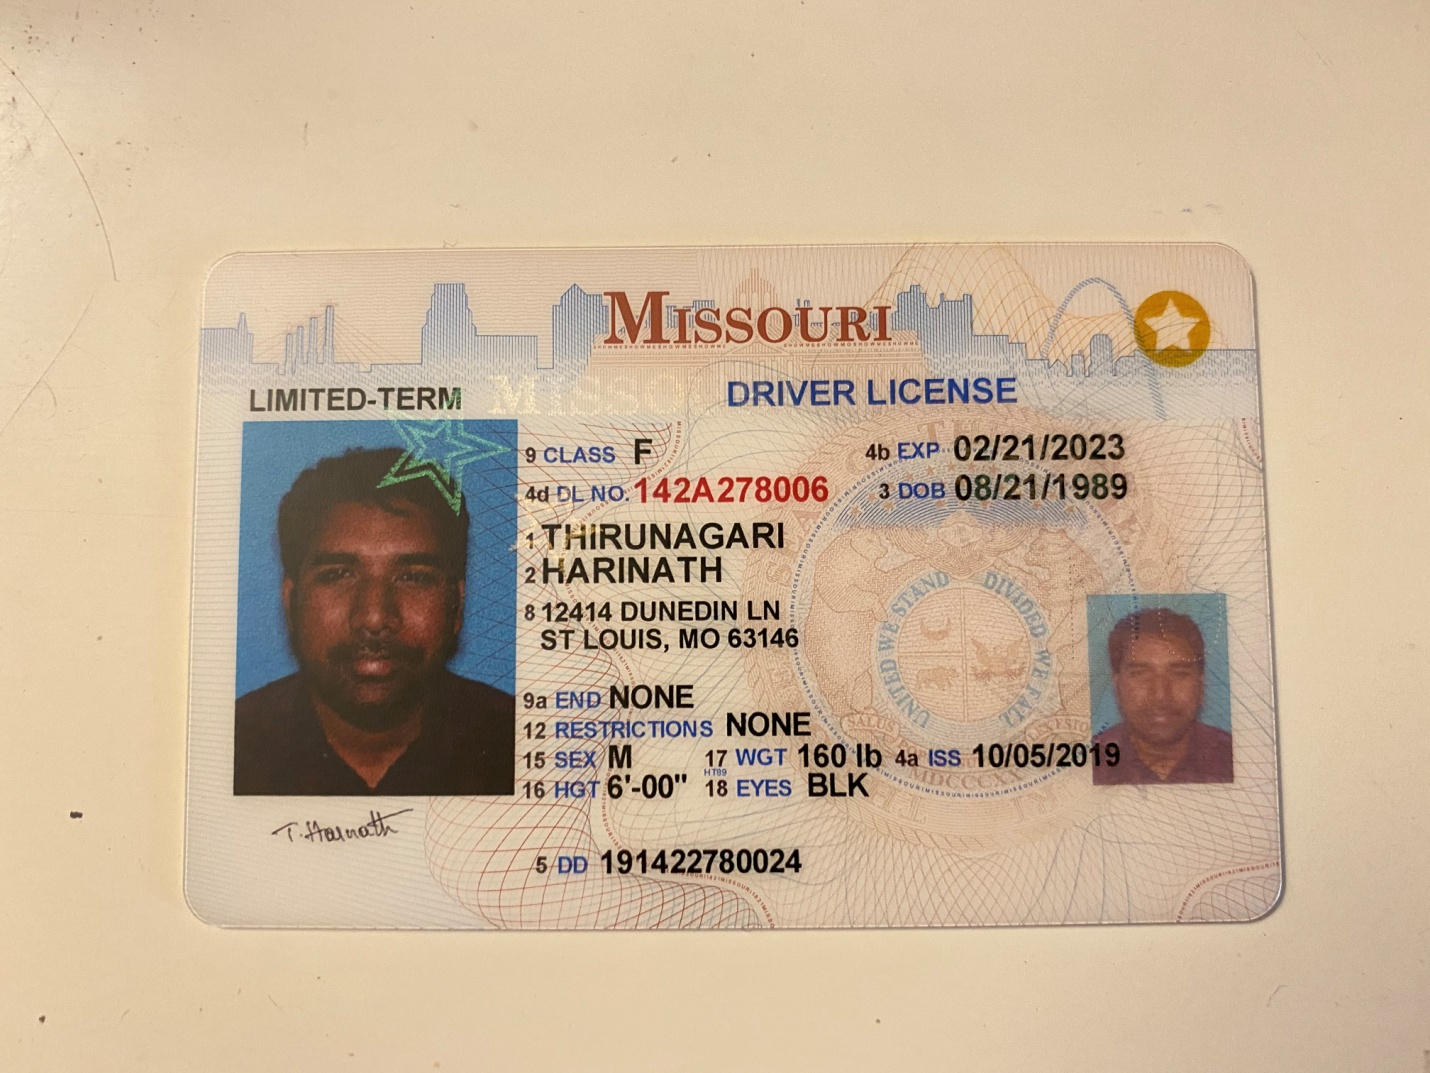 MISSOURI
LIMITED-TERM
DRIVER LICENSE
9 CLASS F
4b EXP 02/21/2023
4d DL NO. 142A278006
3 DOB 08/21/1989
1 THIRUNAGARI
2 HARINATH
8 12414 DUNEDIN LN
ST LOUIS, MO 63146
9a END NONE
12 RESTRICTIONS NONE
15 SEX M
17 WGT 160 lb
4a ISS 10/05/2019
16 HGT 6'-00"
18 EYES BLK
T. Harinath
5 DD 191422780024
UNITED WE STAND DIVIDED WE FALL